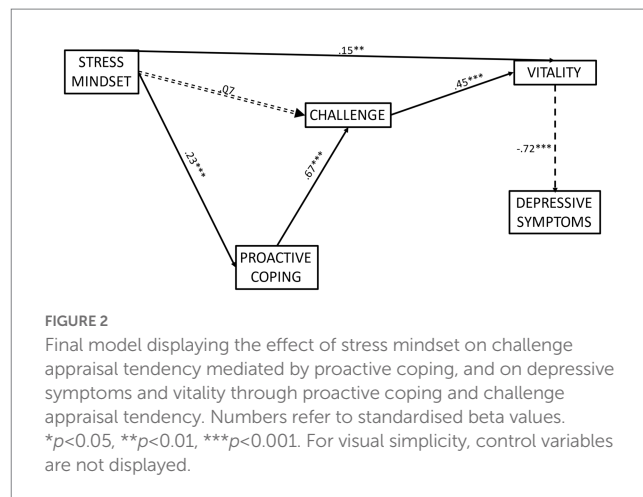 .15**
STRESS
MINDSET
VITALITY
.07
.45***
CHALLENGE
.23***
.67***
-.72***
DEPRESSIVE
SYMPTOMS
PROACTIVE
COPING
FIGURE 2
Final model displaying the effect of stress mindset on challenge
appraisal tendency mediated by proactive coping, and on depressive
symptoms and vitality through proactive coping and challenge
appraisal tendency. Numbers refer to standardised beta values.
*p<0.05, **p<0.01, ***p<0.001. For visual simplicity, control variables
are not displayed.